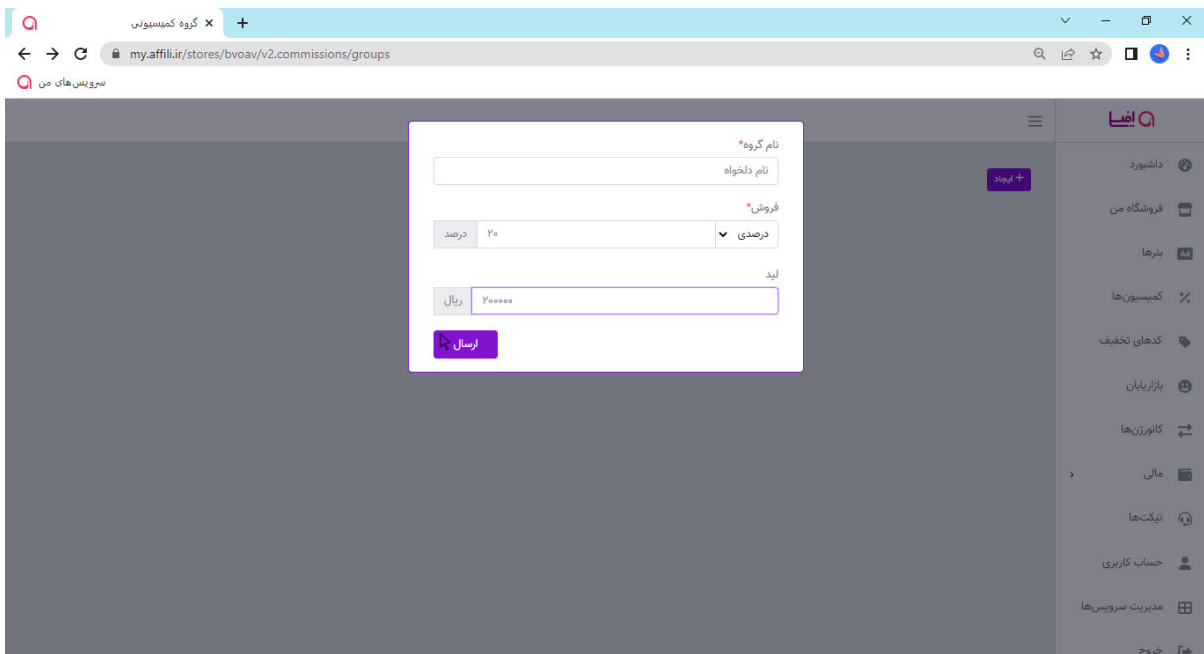 گروه کمیسیونی
my.affili.ir/stores/bvoav/v2.commissions/groups
سرویس‌های من
افیلی
داشبورد
فروشگاه من
Ad بنرها
کمیسیون‌ها
کدهای تخفیف
بازاریابان
کانورژن‌ها
مالی
تیکت‌ها
حساب کاربری
مدیریت سرویس‌ها
خروج
+ ایجاد
نام گروه*
نام دلخواه
فروش*
درصدی ۲۰ درصد
لید
۲۰۰۰۰۰ ریال
ارسال